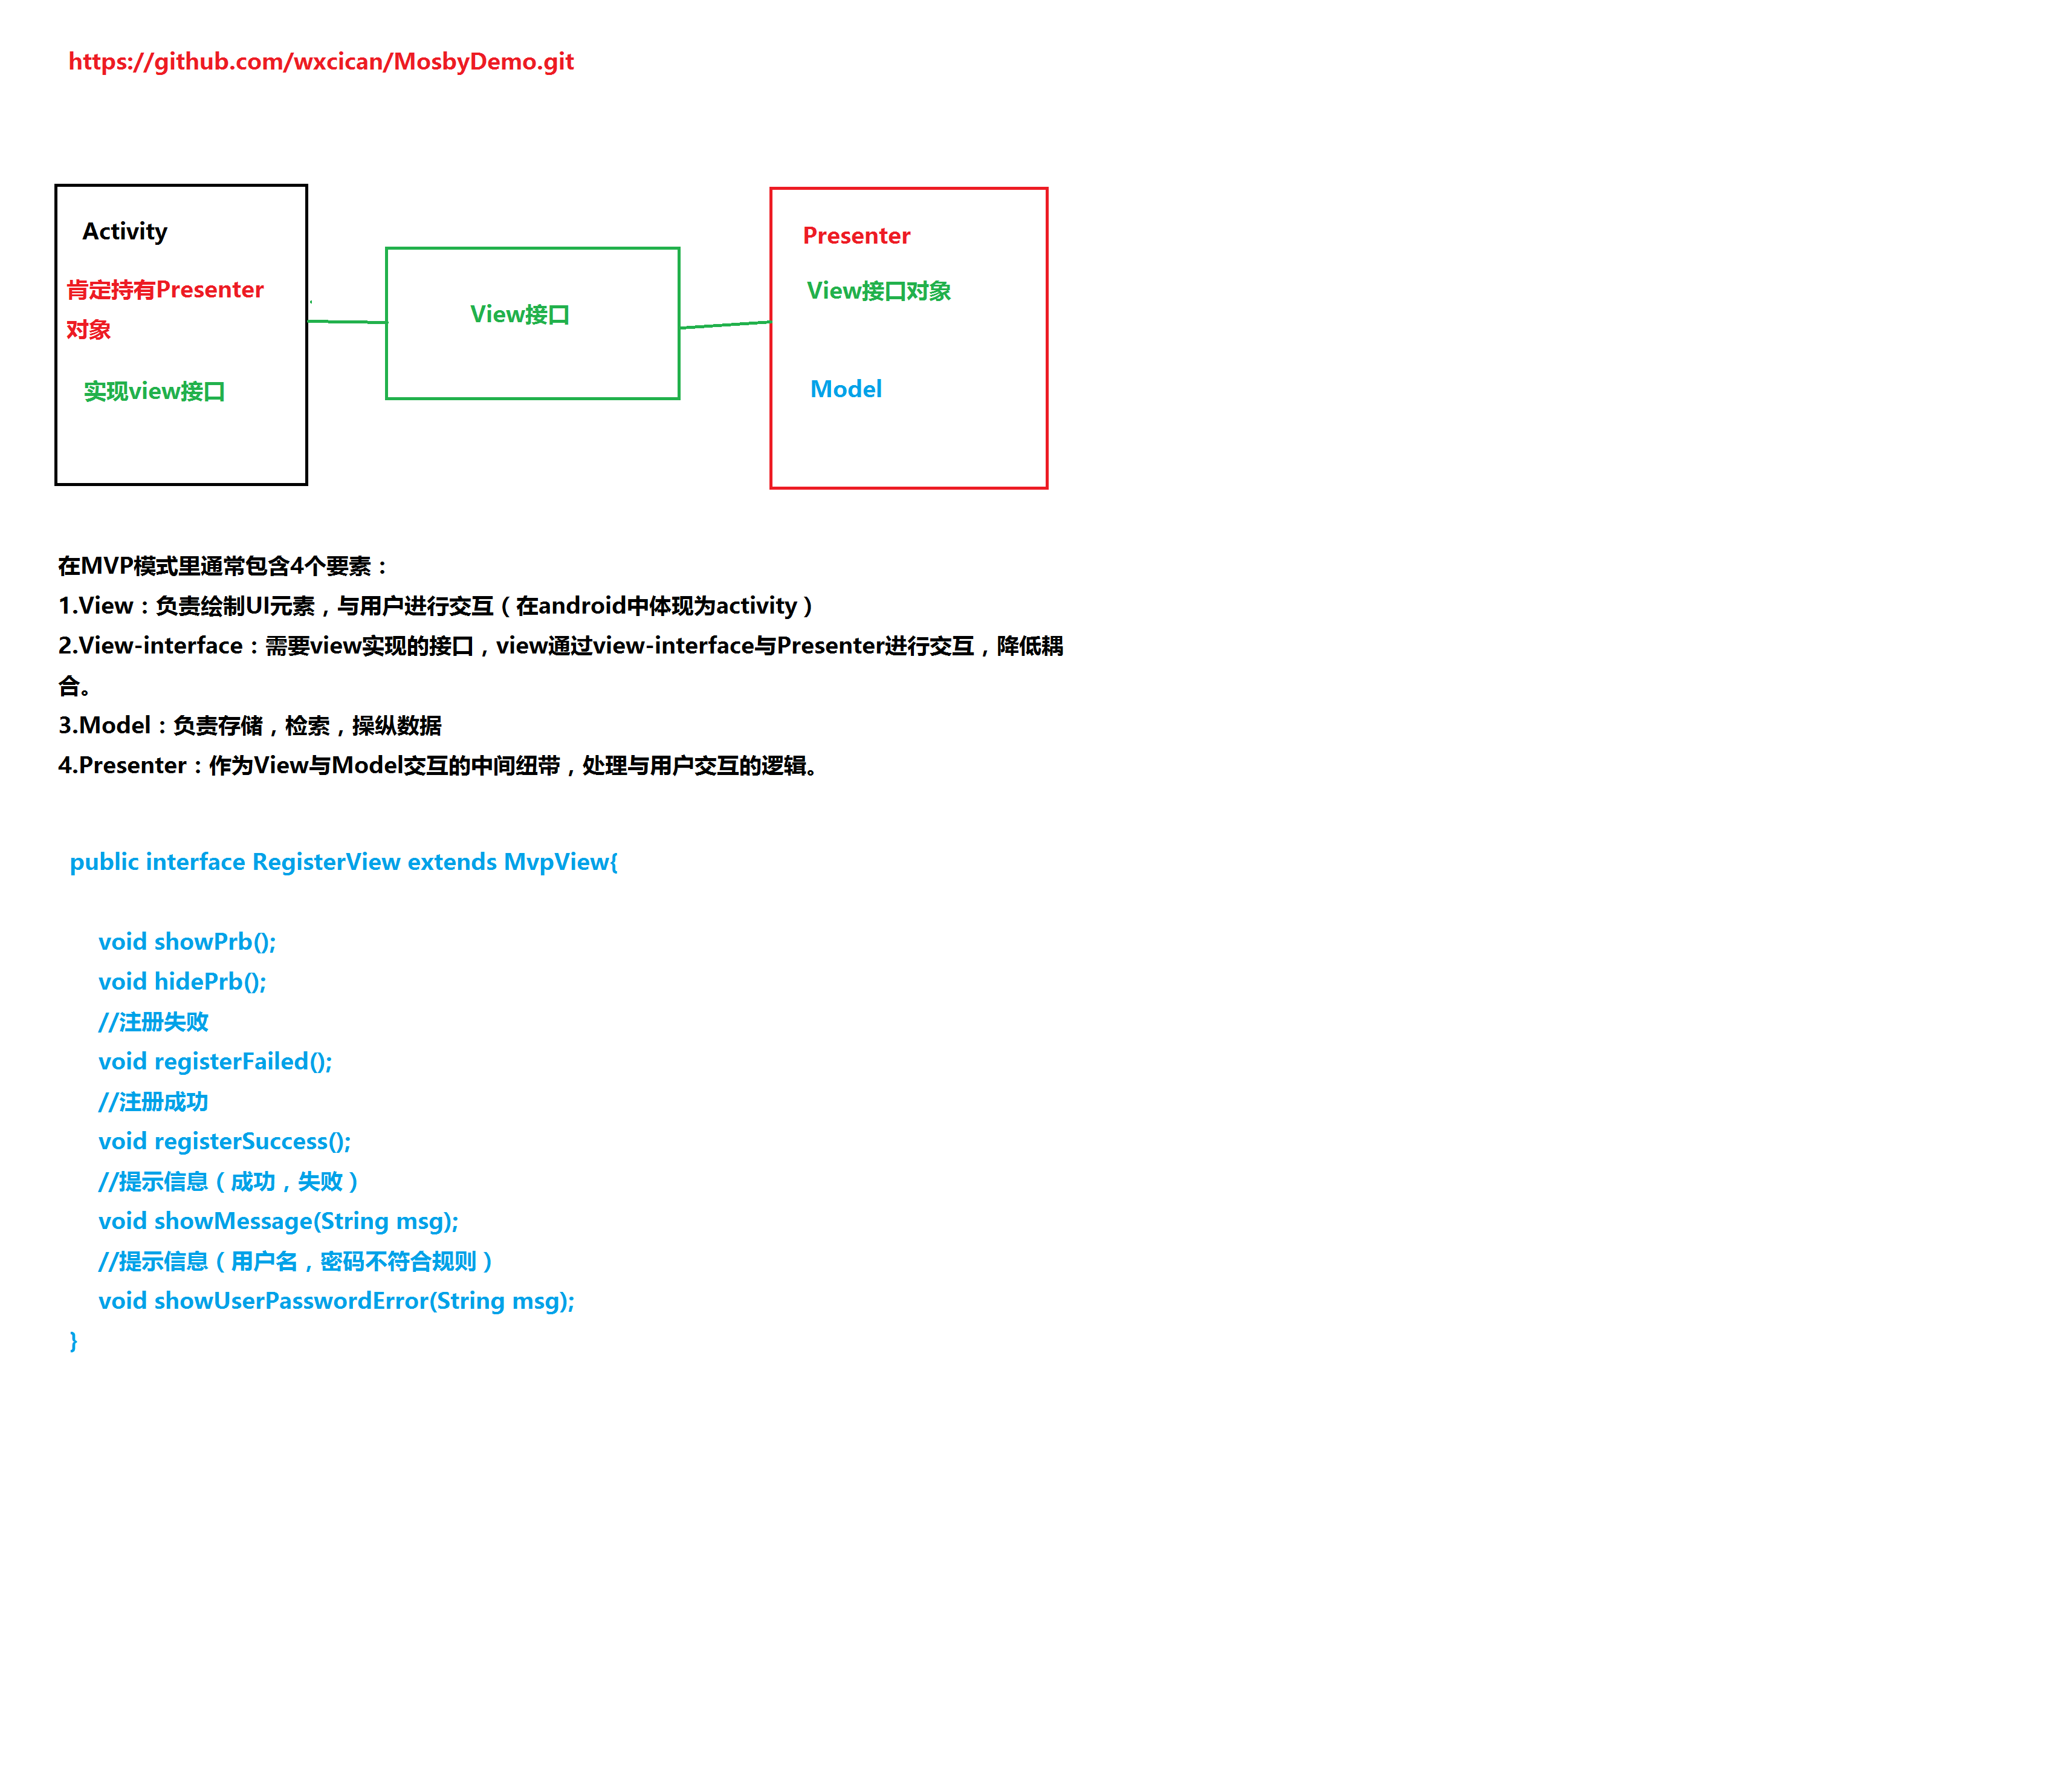 https://github.com/wxcican/MosbyDemo.git
Activity
肯定持有Presenter
对象
实现view接口
View接口
Presenter
View接口对象
Model
在MVP模式里通常包含4个要素：
1.View：负责绘制UI元素，与用户进行交互（在android中体现为activity）
2.View-interface：需要view实现的接口，view通过view-interface与Presenter进行交互，降低耦
合。
3.Model：负责存储，检索，操纵数据
4.Presenter：作为View与Model交互的中间纽带，处理与用户交互的逻辑。
public interface RegisterView extends MvpView{
void showPrb();
void hidePrb();
//注册失败
void registerFailed();
//注册成功
void registerSuccess();
//提示信息（成功，失败）
void showMessage(String msg);
//提示信息（用户名，密码不符合规则）
void showUserPasswordError(String msg);
}